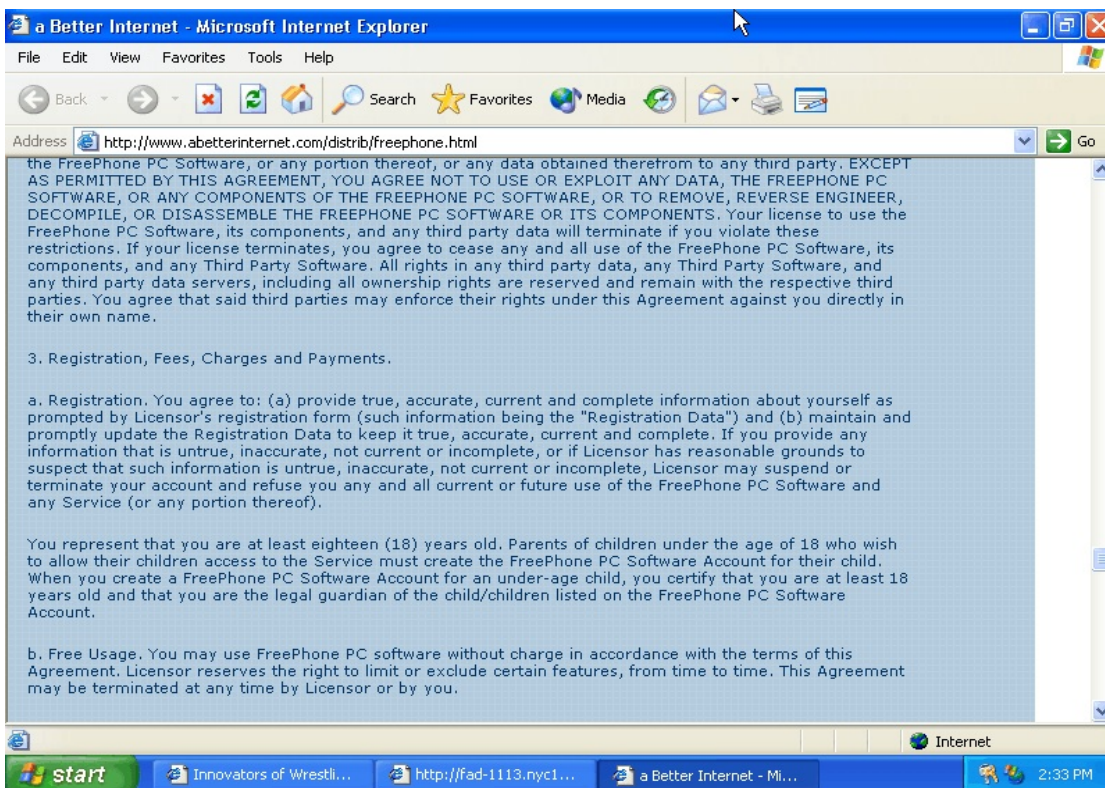 a Better Internet - Microsoft Internet Explorer
File Edit View Favorites Tools Help
Back Search Favorites Media
Address http://www.abetterinternet.com/distrib/freephone.html Go
the FreePhone PC Software, or any portion thereof, or any data obtained therefrom to any third party. EXCEPT
AS PERMITTED BY THIS AGREEMENT, YOU AGREE NOT TO USE OR EXPLOIT ANY DATA, THE FREEPHONE PC
SOFTWARE, OR ANY COMPONENTS OF THE FREEPHONE PC SOFTWARE, OR TO REMOVE, REVERSE ENGINEER,
DECOMPILE, OR DISASSEMBLE THE FREEPHONE PC SOFTWARE OR ITS COMPONENTS. Your license to use the
FreePhone PC Software, its components, and any third party data will terminate if you violate these
restrictions. If your license terminates, you agree to cease any and all use of the FreePhone PC Software, its
components, and any Third Party Software. All rights in any third party data, any Third Party Software, and
any third party data servers, including all ownership rights are reserved and remain with the respective third
parties. You agree that said third parties may enforce their rights under this Agreement against you directly in
their own name.
3. Registration, Fees, Charges and Payments.
a. Registration. You agree to: (a) provide true, accurate, current and complete information about yourself as
prompted by Licensor's registration form (such information being the "Registration Data") and (b) maintain and
promptly update the Registration Data to keep it true, accurate, current and complete. If you provide any
information that is untrue, inaccurate, not current or incomplete, or if Licensor has reasonable grounds to
suspect that such information is untrue, inaccurate, not current or incomplete, Licensor may suspend or
terminate your account and refuse you any and all current or future use of the FreePhone PC Software and
any Service (or any portion thereof).
You represent that you are at least eighteen (18) years old. Parents of children under the age of 18 who wish
to allow their children access to the Service must create the FreePhone PC Software Account for their child.
When you create a FreePhone PC Software Account for an under-age child, you certify that you are at least 18
years old and that you are the legal guardian of the child/children listed on the FreePhone PC Software
Account.
b. Free Usage. You may use FreePhone PC software without charge in accordance with the terms of this
Agreement. Licensor reserves the right to limit or exclude certain features, from time to time. This Agreement
may be terminated at any time by Licensor or by you.
Internet
start Innovators of Wrestli... http://fad-1113.nyc1... a Better Internet - Mi... 2:33 PM